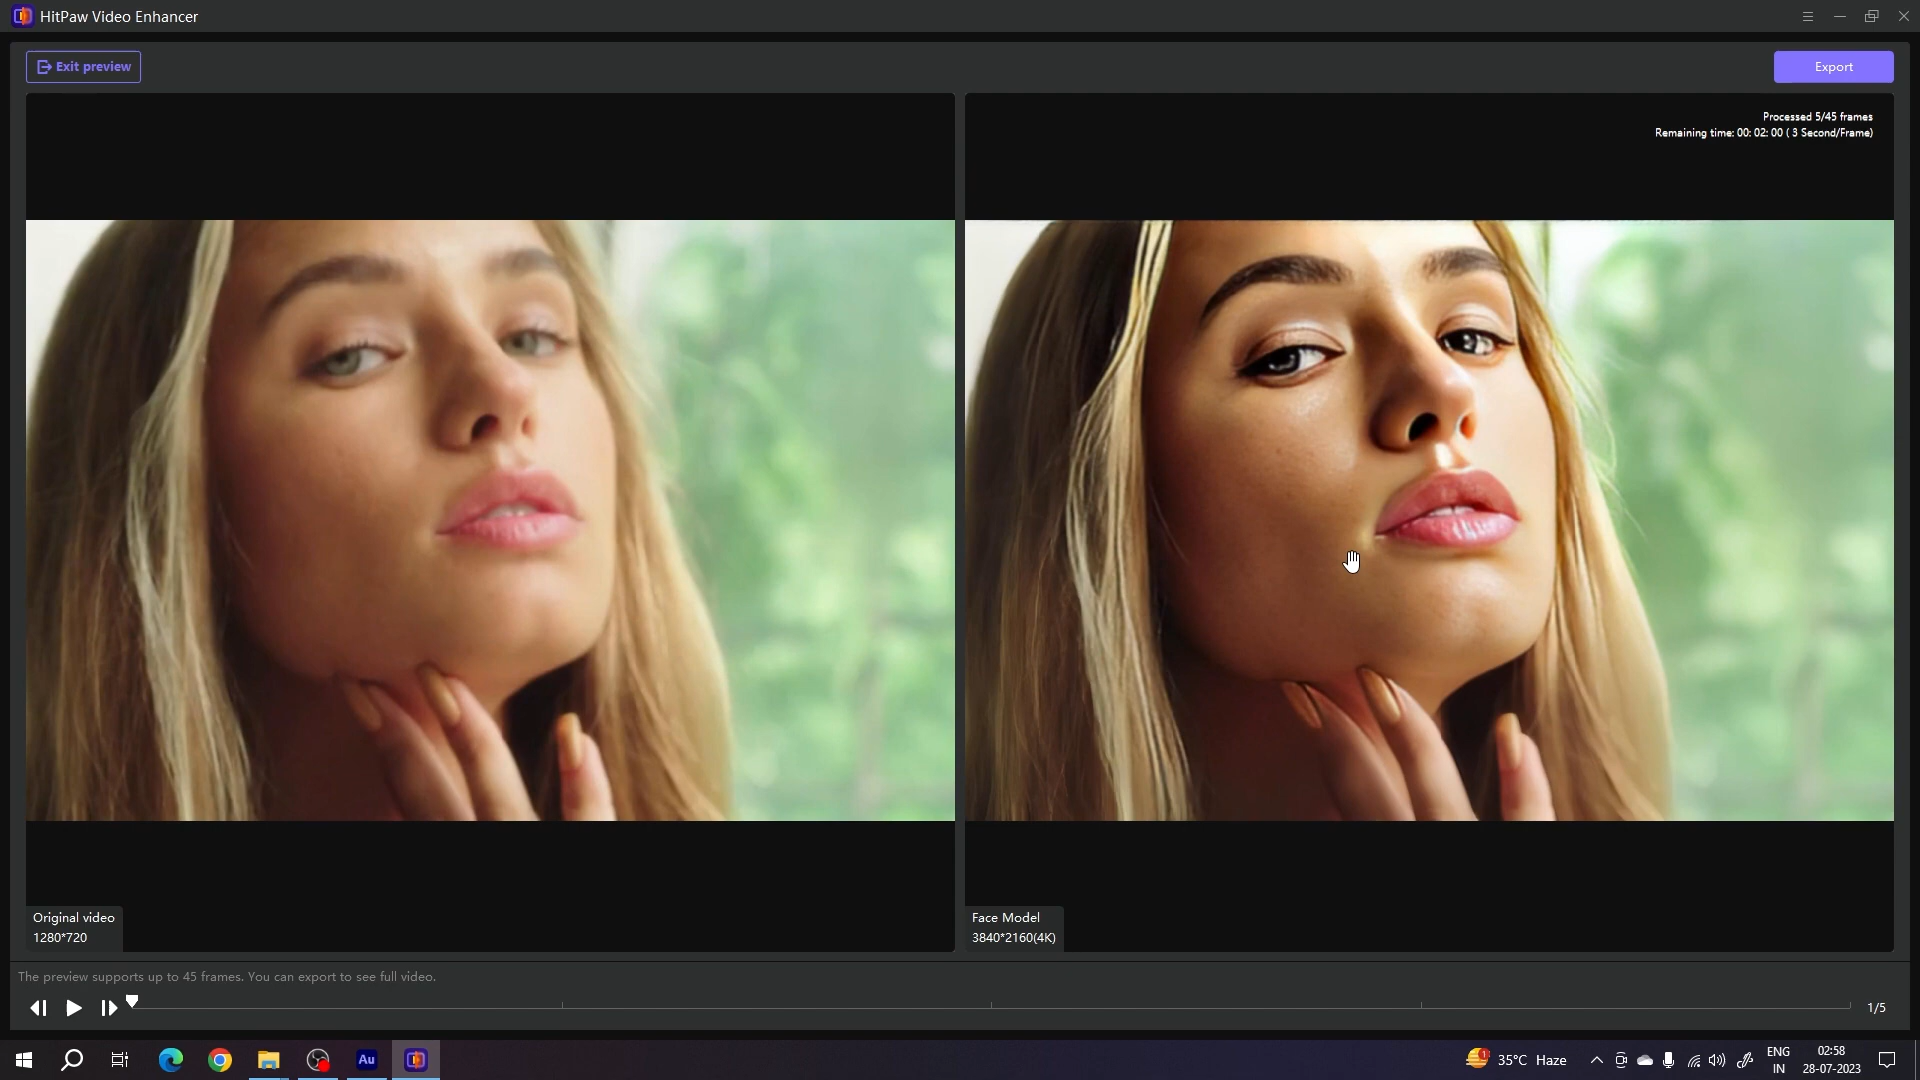 HitPaw Video Enhancer
Exit preview
Export
Processed 5/45 frames
Remaining time: 00: 02: 00 ( 3 Second/Frame)
Original video
1280*720
Face Model
3840*2160(4K)
The preview supports up to 45 frames. You can export to see full video.
1/5
Au
1
35°C Haze
ENG
IN
02:58
28-07-2023